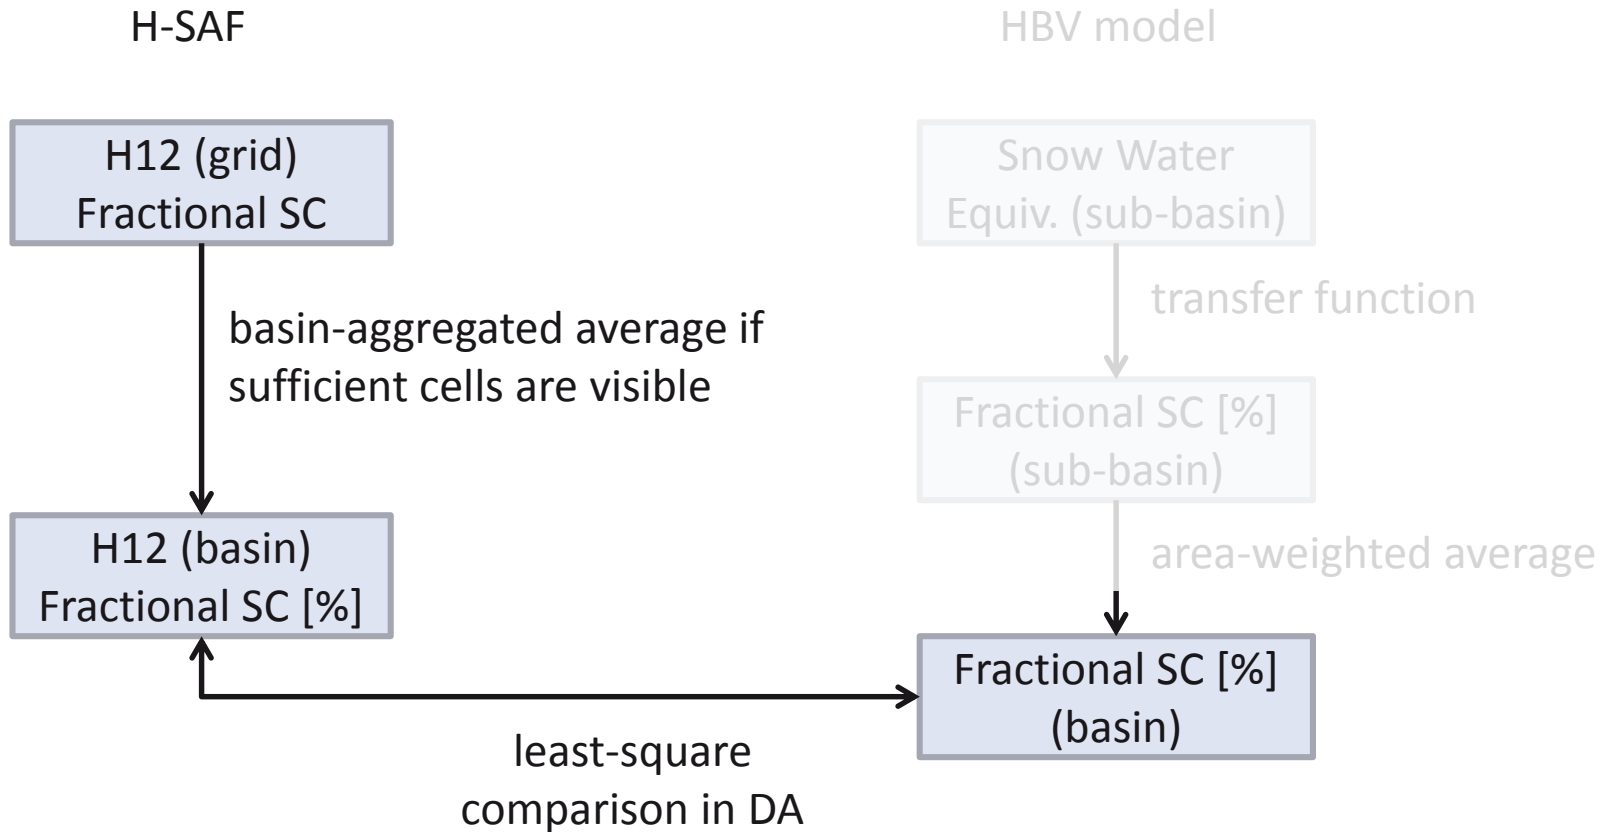 H-SAF
HBV model
H12 (grid)
Fractional SC
Snow Water
Equiv. (sub-basin)
transfer function
basin-aggregated average if
sufficient cells are visible
Fractional SC [%]
(sub-basin)
area-weighted average
H12 (basin)
Fractional SC [%]
Fractional SC [%]
(basin)
least-square
comparison in DA